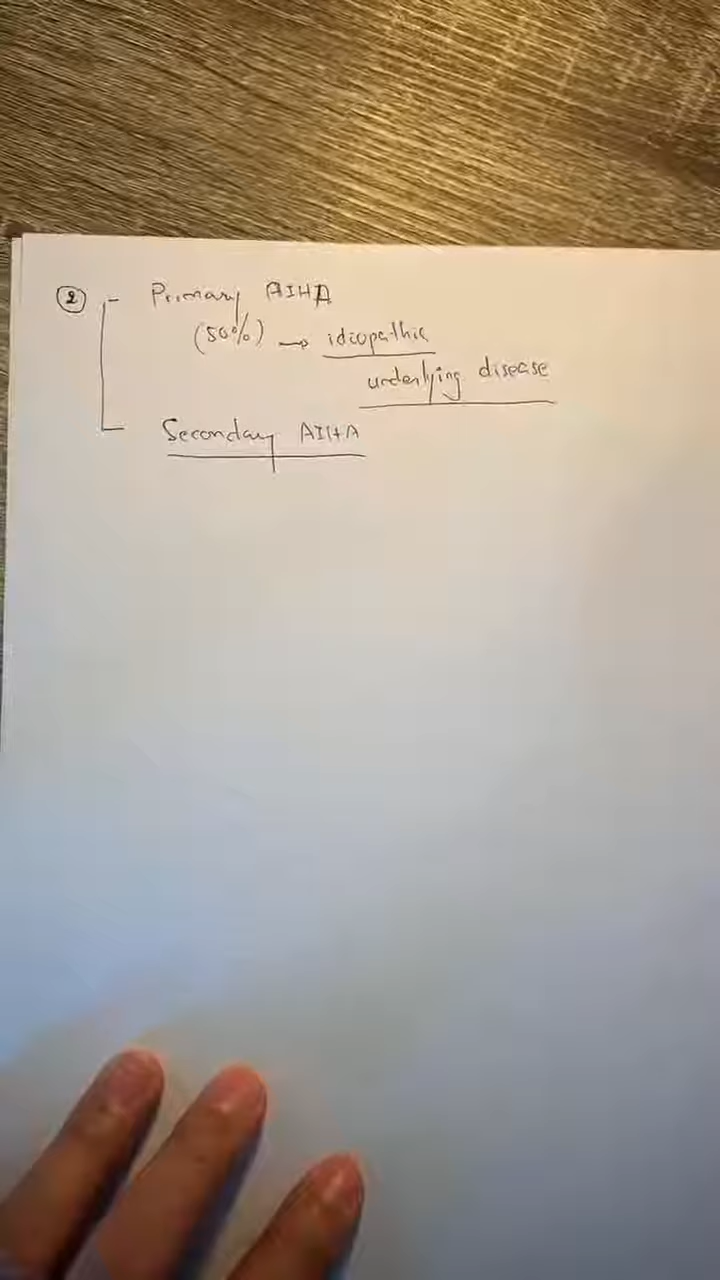 ② Primary AIHA
(50%) → idiopathic
underlying disease
Secondary AIHA